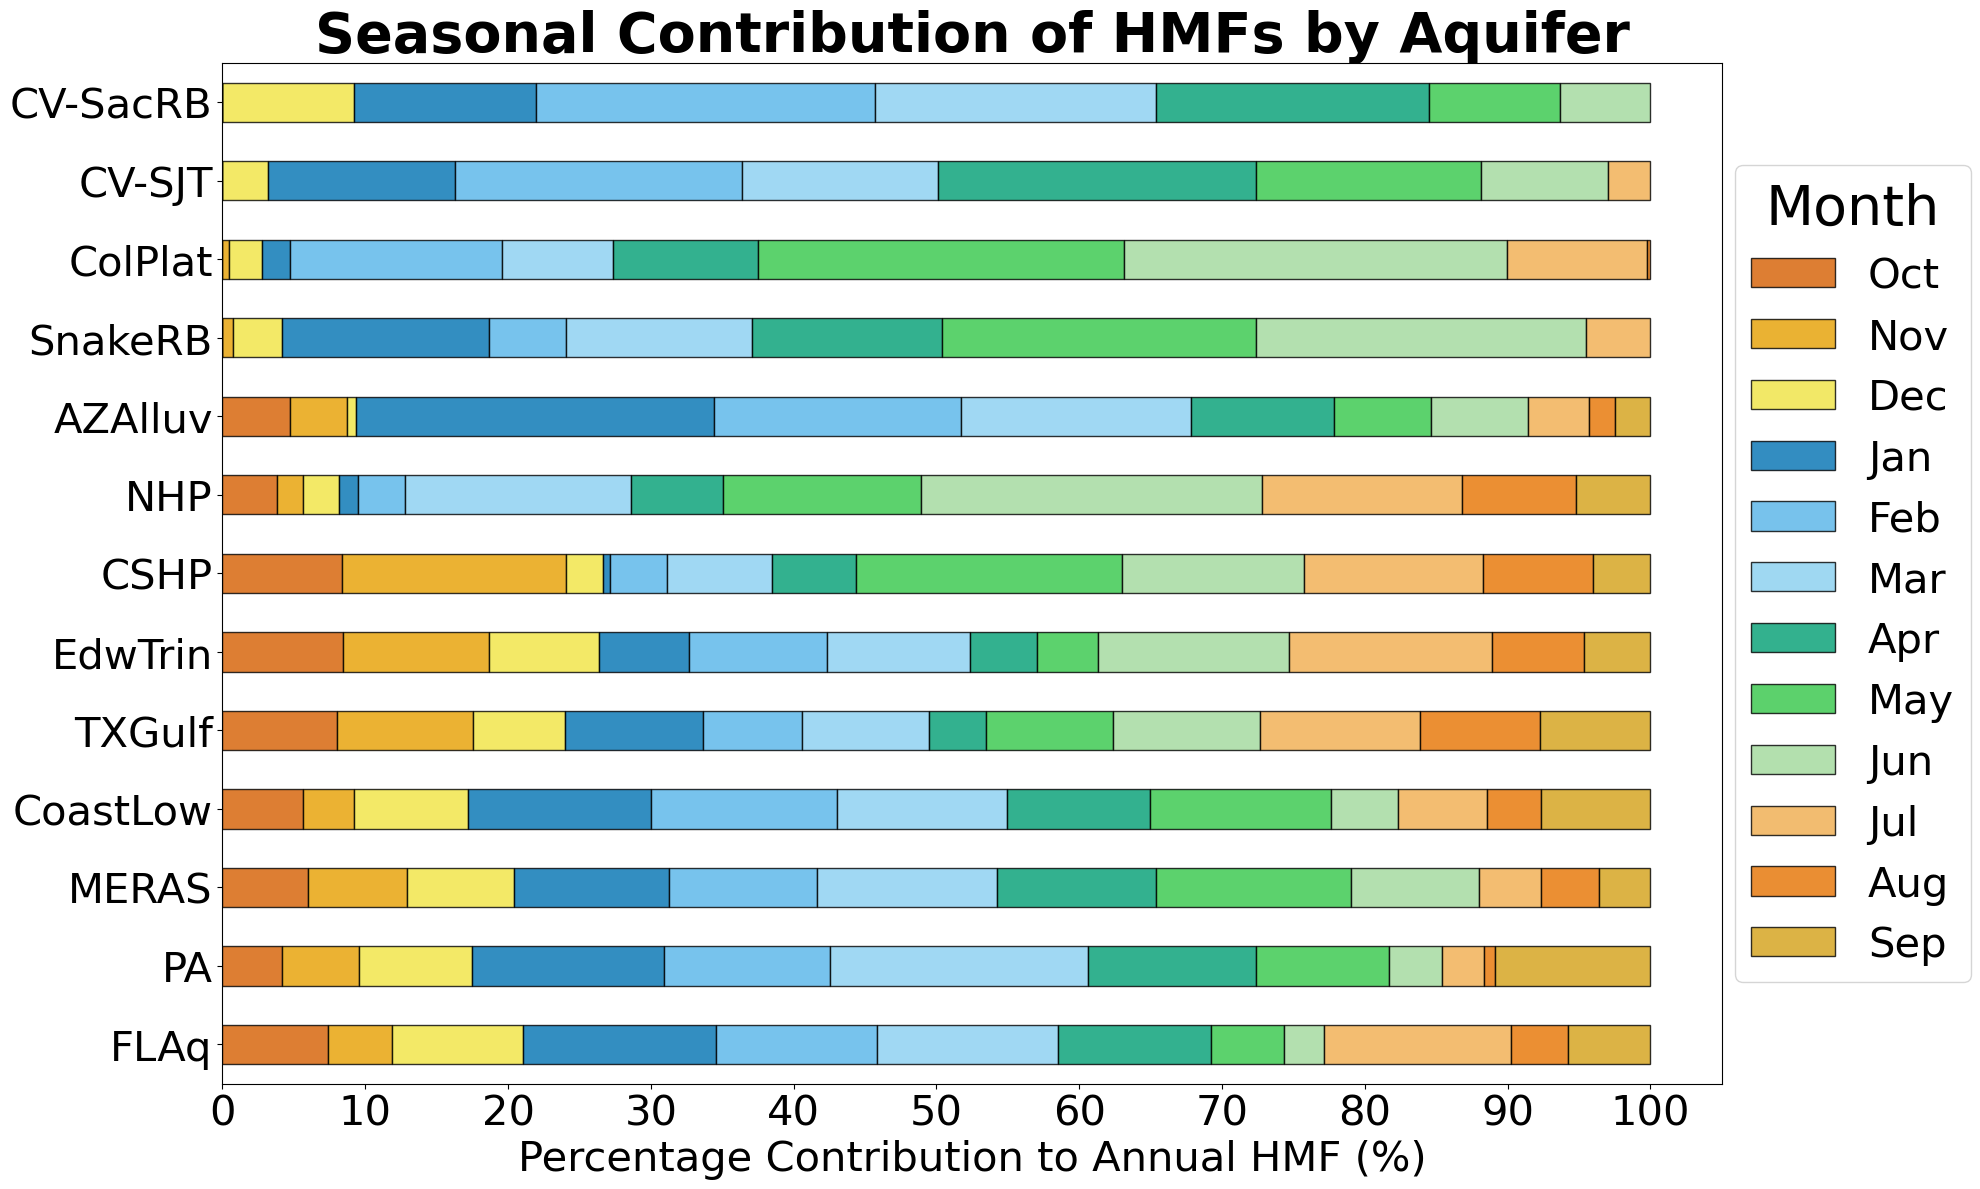 Seasonal Contribution of HMFs by Aquifer
CV-SacRB
CV-SJT
ColPlat
SnakeRB
AZAlluv
NHP
CSHP
EdwTrin
TXGulf
CoastLow
MERAS
PA
FLAq
0 10 20 30 40 50 60 70 80 90 100
Percentage Contribution to Annual HMF (%)
Month
Oct
Nov
Dec
Jan
Feb
Mar
Apr
May
Jun
Jul
Aug
Sep